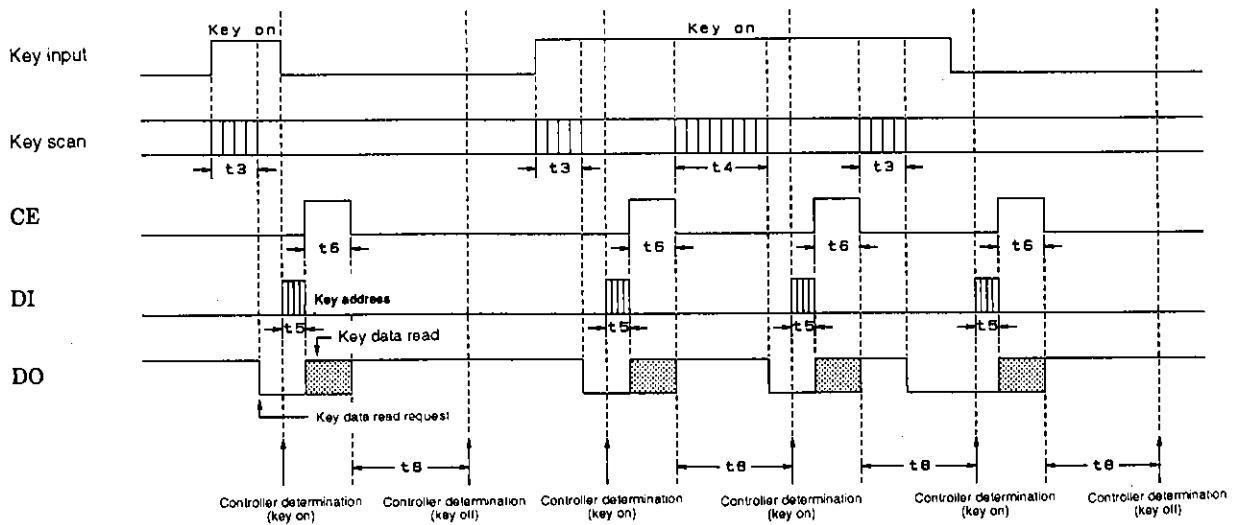 Key on Key on
Key input
Key scan
t3 t3 t4 t3
CE
t6 t6 t6 t6
DI
Key address
t5 t5 t5 t5
Key data read
DO
Key data read request
t8 t8 t8 t8
Controller determination Controller determination Controller determination Controller determination Controller determination Controller determination
(key on) (key off) (key on) (key on) (key on) (key off)